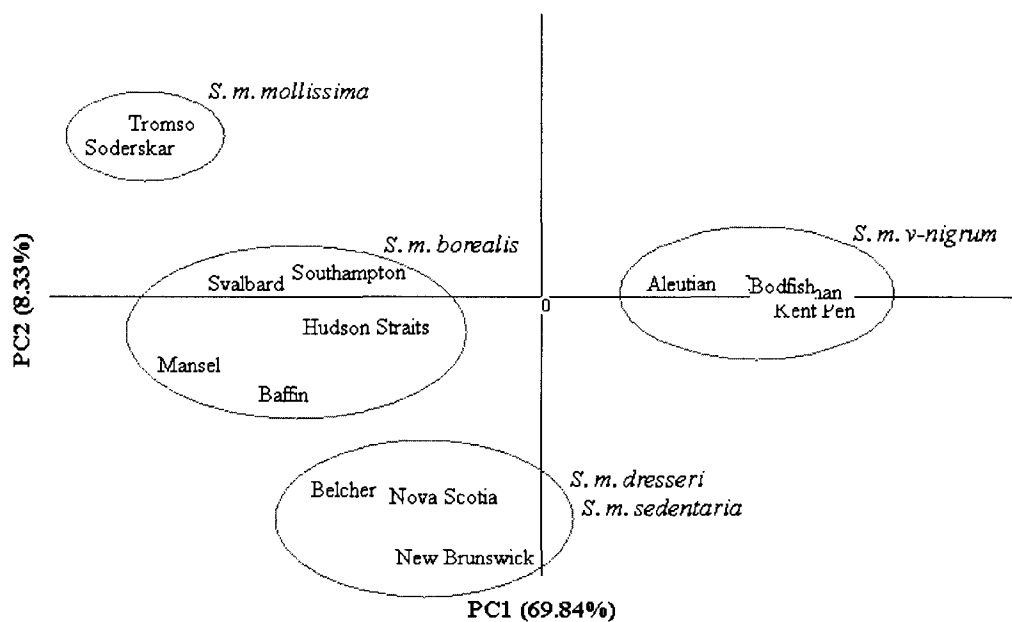 S. m. mollissima
Tromso
Soderskar
S. m. borealis
Southampton
Svalbard
Hudson Straits
Mansel
Baffin
S. m. v-nigrum
Aleutian
Bodfish
Kent Pen
0
S. m. dresseri
S. m. sedentaria
Belcher
Nova Scotia
New Brunswick
PC2 (8.33%)
PC1 (69.84%)